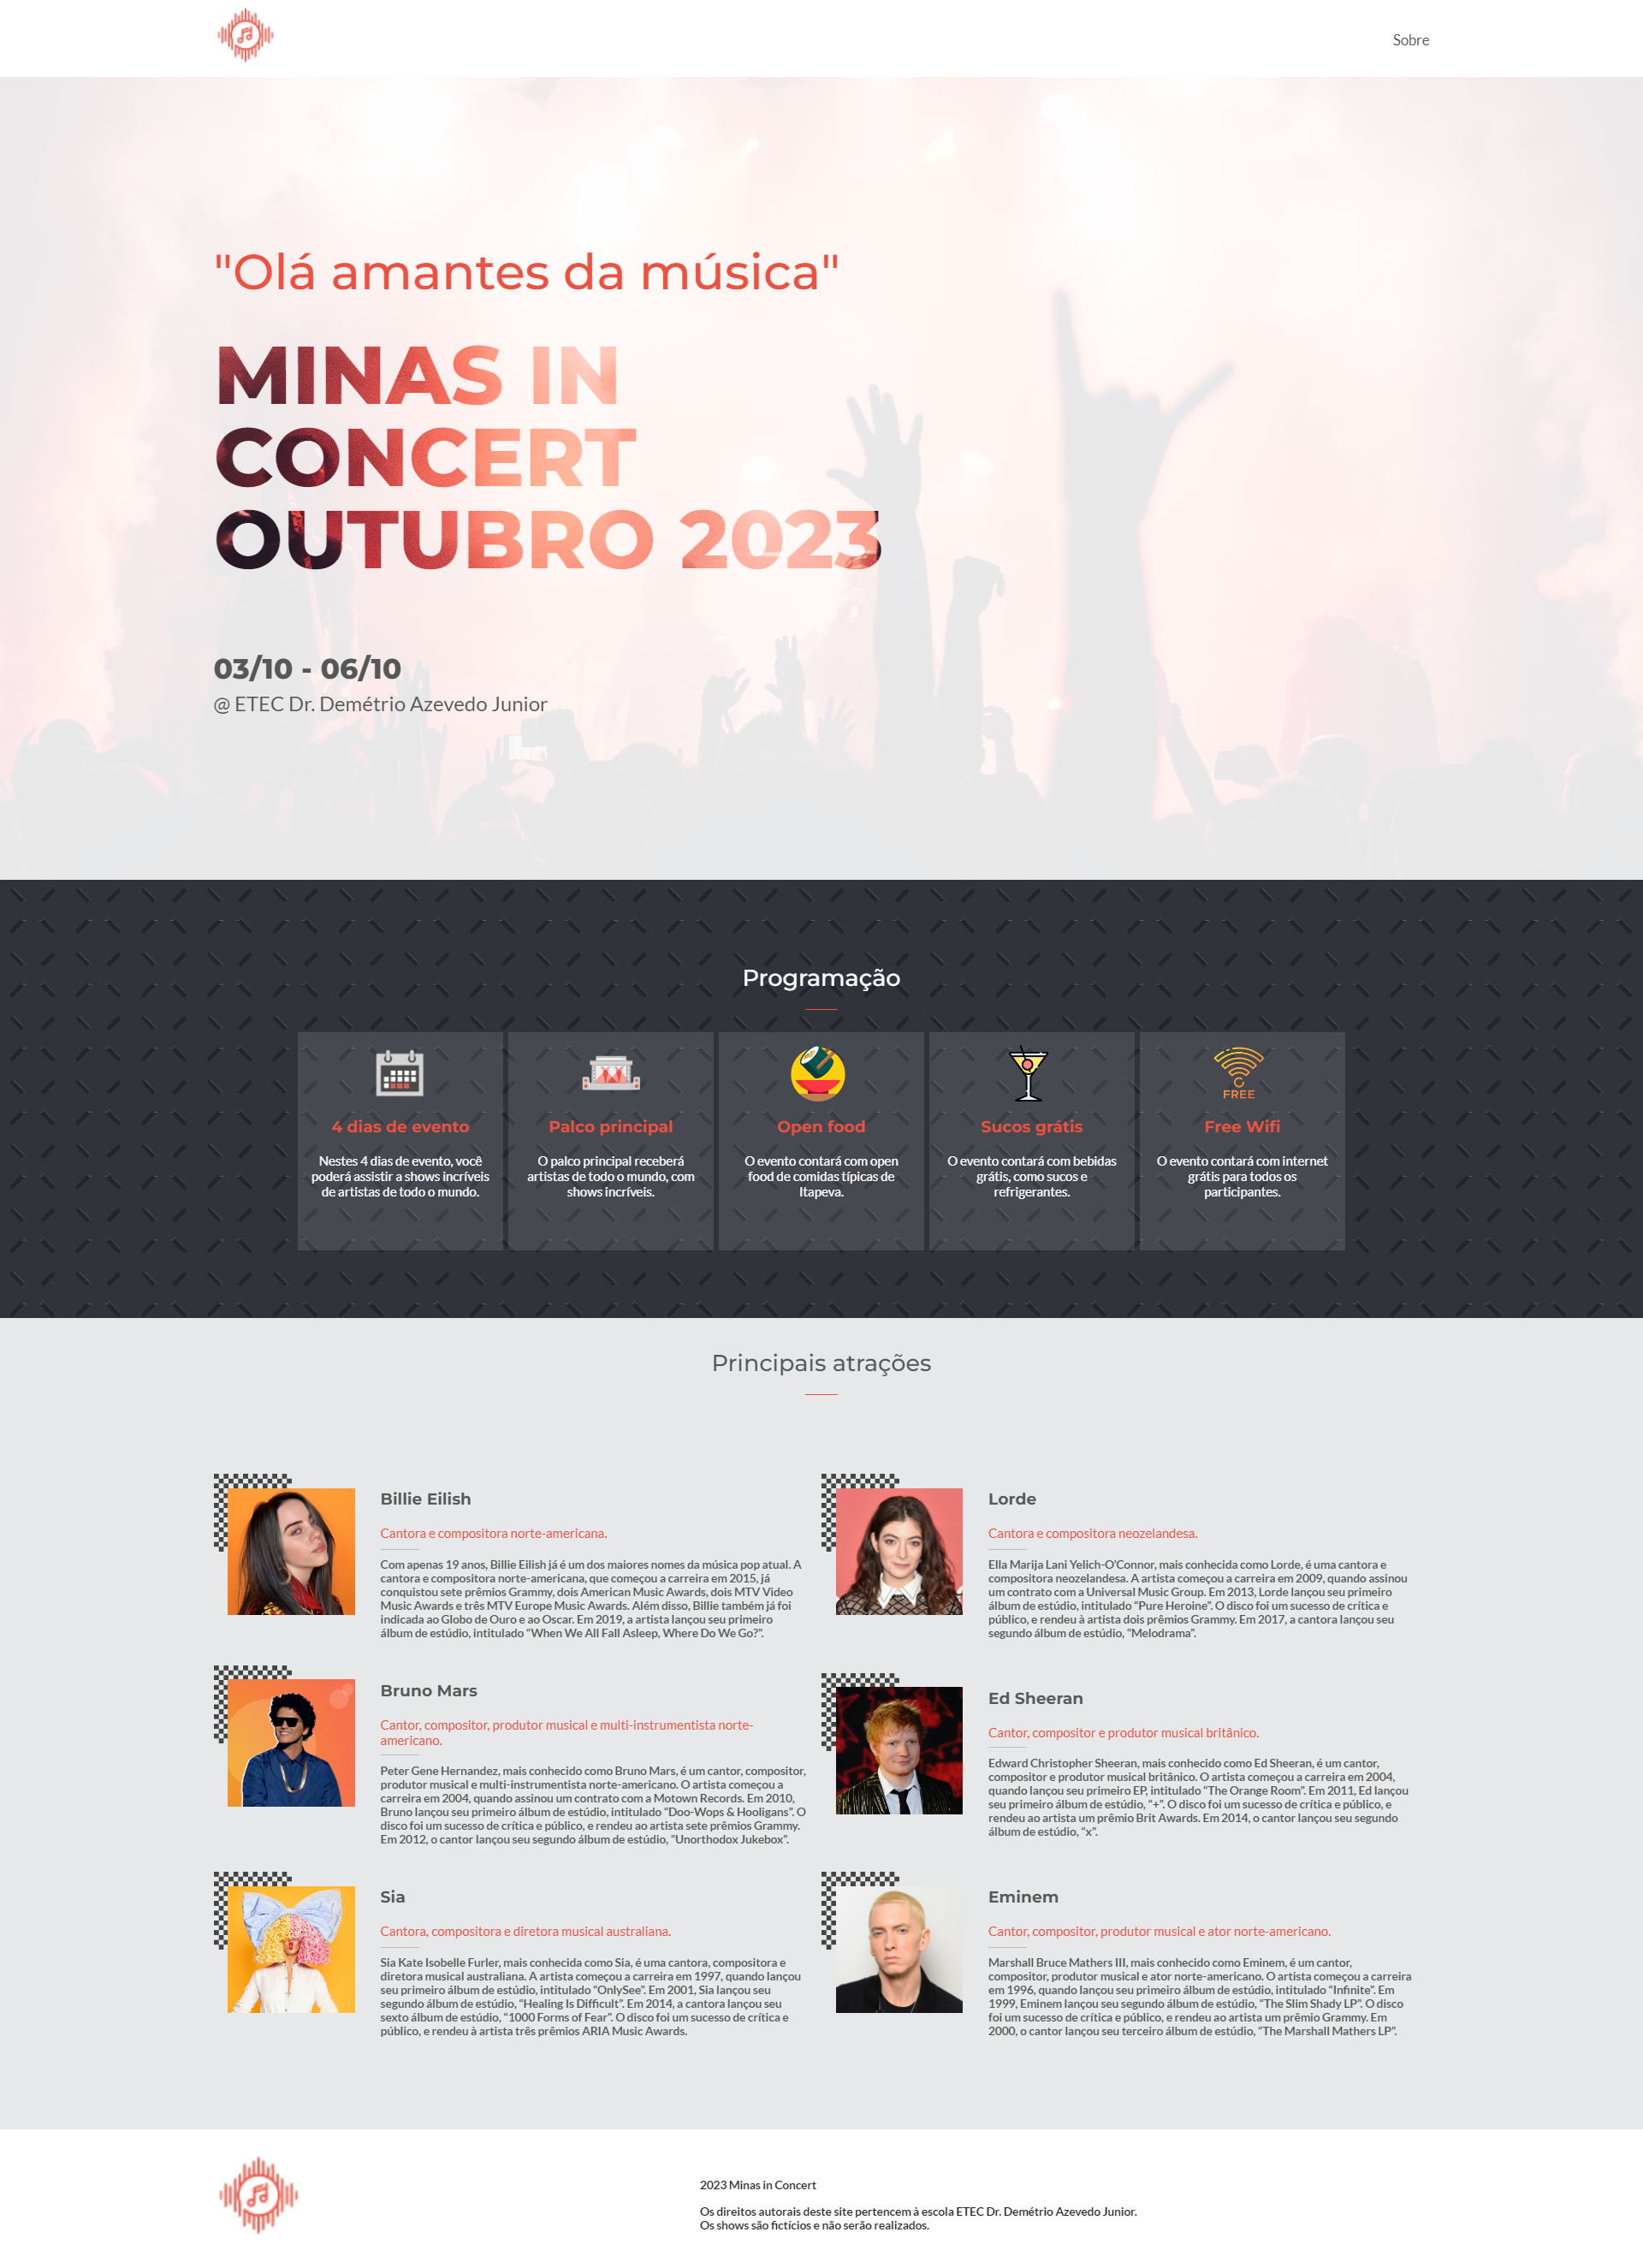 Sobre
"Olá amantes da música"
MINAS IN
CONCERT
OUTUBRO 2023
03/10 - 06/10
@ ETEC Dr. Demétrio Azevedo Junior
Programação
4 dias de evento
Nestes 4 dias de evento, você
poderá assistir a shows incríveis
de artistas de todo o mundo.
Palco principal
O palco principal receberá
artistas de todo o mundo, com
shows incríveis.
Open food
O evento contará com open
food de comidas típicas de
Itapeva.
Sucos grátis
O evento contará com bebidas
grátis, como sucos e
refrigerantes.
FREE
Free Wifi
O evento contará com internet
grátis para todos os
participantes.
Principais atrações
Billie Eilish
Cantora e compositora norte-americana.
Com apenas 19 anos, Billie Eilish já é um dos maiores nomes da música pop atual. A
cantora e compositora norte-americana, que começou a carreira em 2015, já
conquistou sete prêmios Grammy, dois American Music Awards, dois MTV Video
Music Awards e três MTV Europe Music Awards. Além disso, Billie também já foi
indicada ao Globo de Ouro e ao Oscar. Em 2019, a artista lançou seu primeiro
álbum de estúdio, intitulado “When We All Fall Asleep, Where Do We Go?”.
Lorde
Cantora e compositora neozelandesa.
Ella Marija Lani Yelich-O’Connor, mais conhecida como Lorde, é uma cantora e
compositora neozelandesa. A artista começou a carreira em 2009, quando assinou
um contrato com a Universal Music Group. Em 2013, Lorde lançou seu primeiro
álbum de estúdio, intitulado “Pure Heroine”. O disco foi um sucesso de crítica e
público, e rendeu à artista dois prêmios Grammy. Em 2017, a cantora lançou seu
segundo álbum de estúdio, “Melodrama”.
Bruno Mars
Cantor, compositor, produtor musical e multi-instrumentista norte-
americano.
Peter Gene Hernandez, mais conhecido como Bruno Mars, é um cantor, compositor,
produtor musical e multi-instrumentista norte-americano. O artista começou a
carreira em 2004, quando assinou um contrato com a Motown Records. Em 2010,
Bruno lançou seu primeiro álbum de estúdio, intitulado “Doo-Wops & Hooligans”. O
disco foi um sucesso de crítica e público, e rendeu ao artista sete prêmios Grammy.
Em 2012, o cantor lançou seu segundo álbum de estúdio, “Unorthodox Jukebox”.
Ed Sheeran
Cantor, compositor e produtor musical britânico.
Edward Christopher Sheeran, mais conhecido como Ed Sheeran, é um cantor,
compositor e produtor musical britânico. O artista começou a carreira em 2004,
quando lançou seu primeiro EP, intitulado “The Orange Room”. Em 2011, Ed lançou
seu primeiro álbum de estúdio, “+”. O disco foi um sucesso de crítica e público, e
rendeu ao artista um prêmio Brit Awards. Em 2014, o cantor lançou seu segundo
álbum de estúdio, “x”.
Sia
Cantora, compositora e diretora musical australiana.
Sia Kate Isobelle Furler, mais conhecida como Sia, é uma cantora, compositora e
diretora musical australiana. A artista começou a carreira em 1997, quando lançou
seu primeiro álbum de estúdio, intitulado “OnlySee”. Em 2001, Sia lançou seu
segundo álbum de estúdio, “Healing Is Difficult”. Em 2014, a cantora lançou seu
sexto álbum de estúdio, “1000 Forms of Fear”. O disco foi um sucesso de crítica e
público, e rendeu à artista três prêmios ARIA Music Awards.
Eminem
Cantor, compositor, produtor musical e ator norte-americano.
Marshall Bruce Mathers III, mais conhecido como Eminem, é um cantor,
compositor, produtor musical e ator norte-americano. O artista começou a carreira
em 1996, quando lançou seu primeiro álbum de estúdio, intitulado “Infinite”. Em
1999, Eminem lançou seu segundo álbum de estúdio, “The Slim Shady LP”. O disco
foi um sucesso de crítica e público, e rendeu ao artista um prêmio Grammy. Em
2000, o cantor lançou seu terceiro álbum de estúdio, “The Marshall Mathers LP”.
2023 Minas in Concert
Os direitos autorais deste site pertencem à escola ETEC Dr. Demétrio Azevedo Junior.
Os shows são fictícios e não serão realizados.